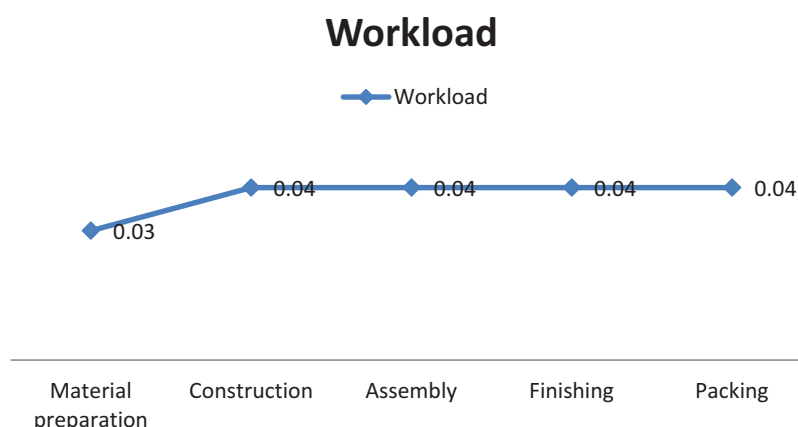 Workload
Workload
0.04
0.04
0.04
0.04
0.03
Material
preparation
Construction
Assembly
Finishing
Packing